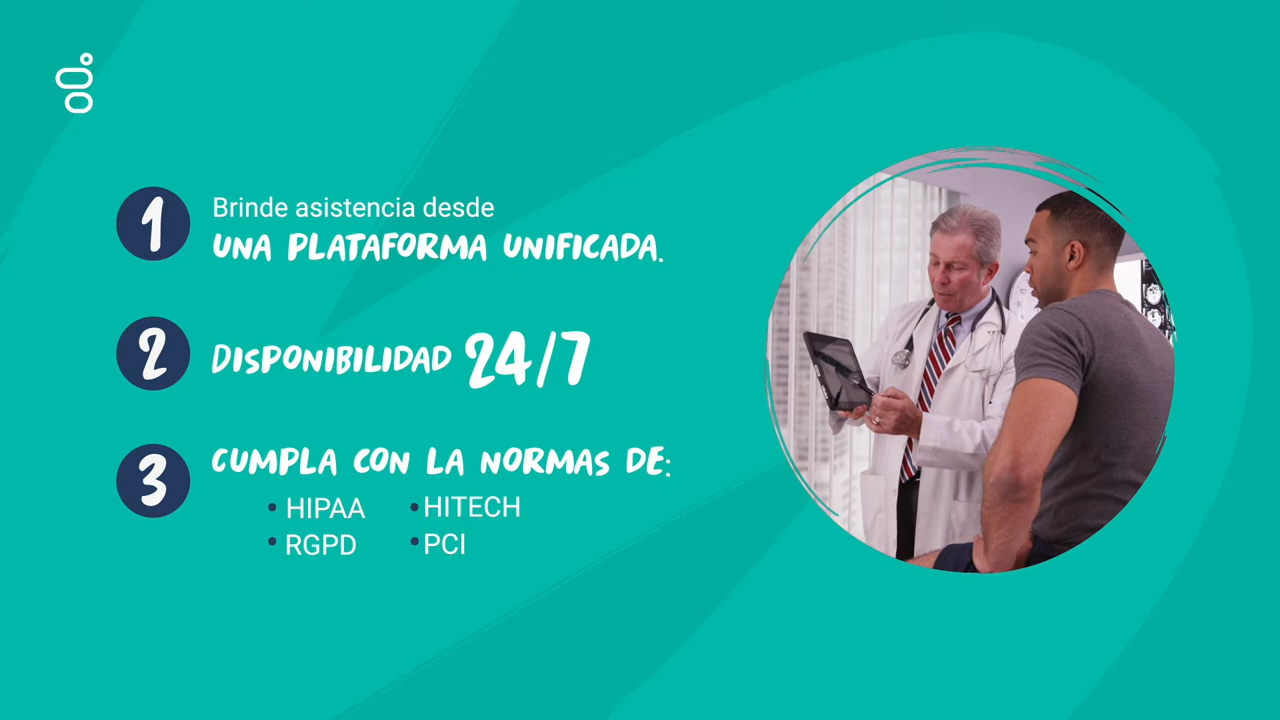 1
Brinde asistencia desde
UNA PLATAFORMA UNIFICADA.
2
DISPONIBILIDAD 24/7
3
CUMPLA CON LA NORMAS DE:
• HIPAA • HITECH
• RGPD • PCI